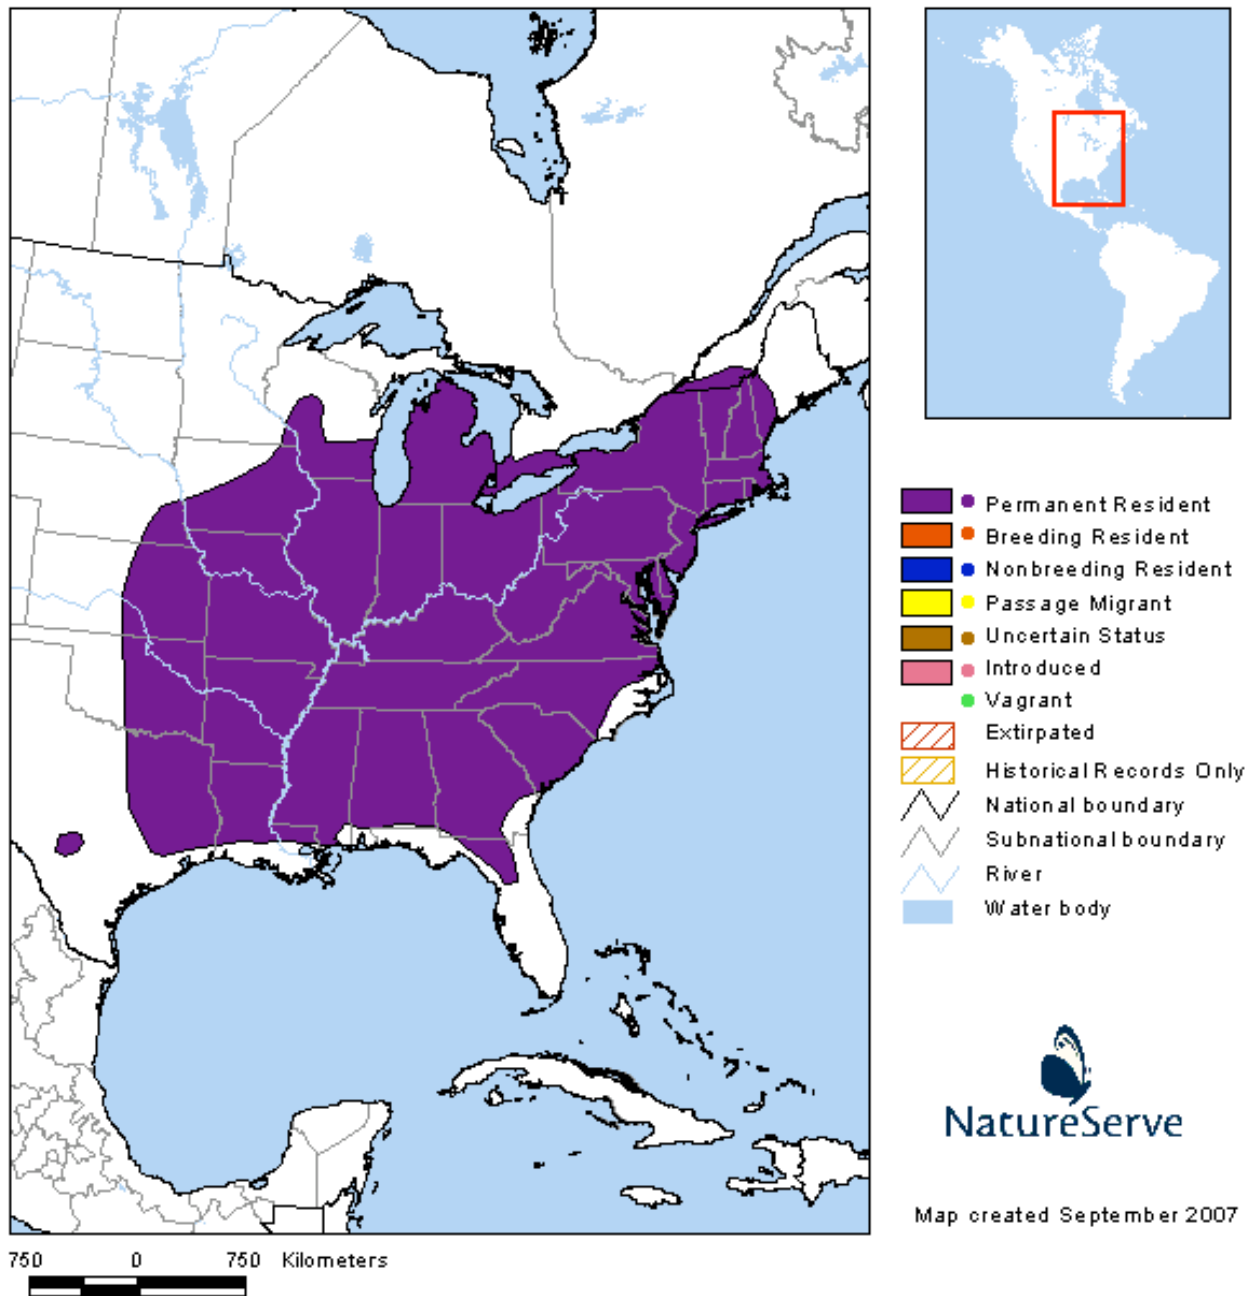 Permanent Resident
Breeding Resident
Nonbreeding Resident
Passage Migrant
Uncertain Status
Introduced
Vagrant
Extirpated
Historical Records Only
National boundary
Subnational boundary
River
Water body
NatureServe
Map created September 2007
750 0 750 Kilometers